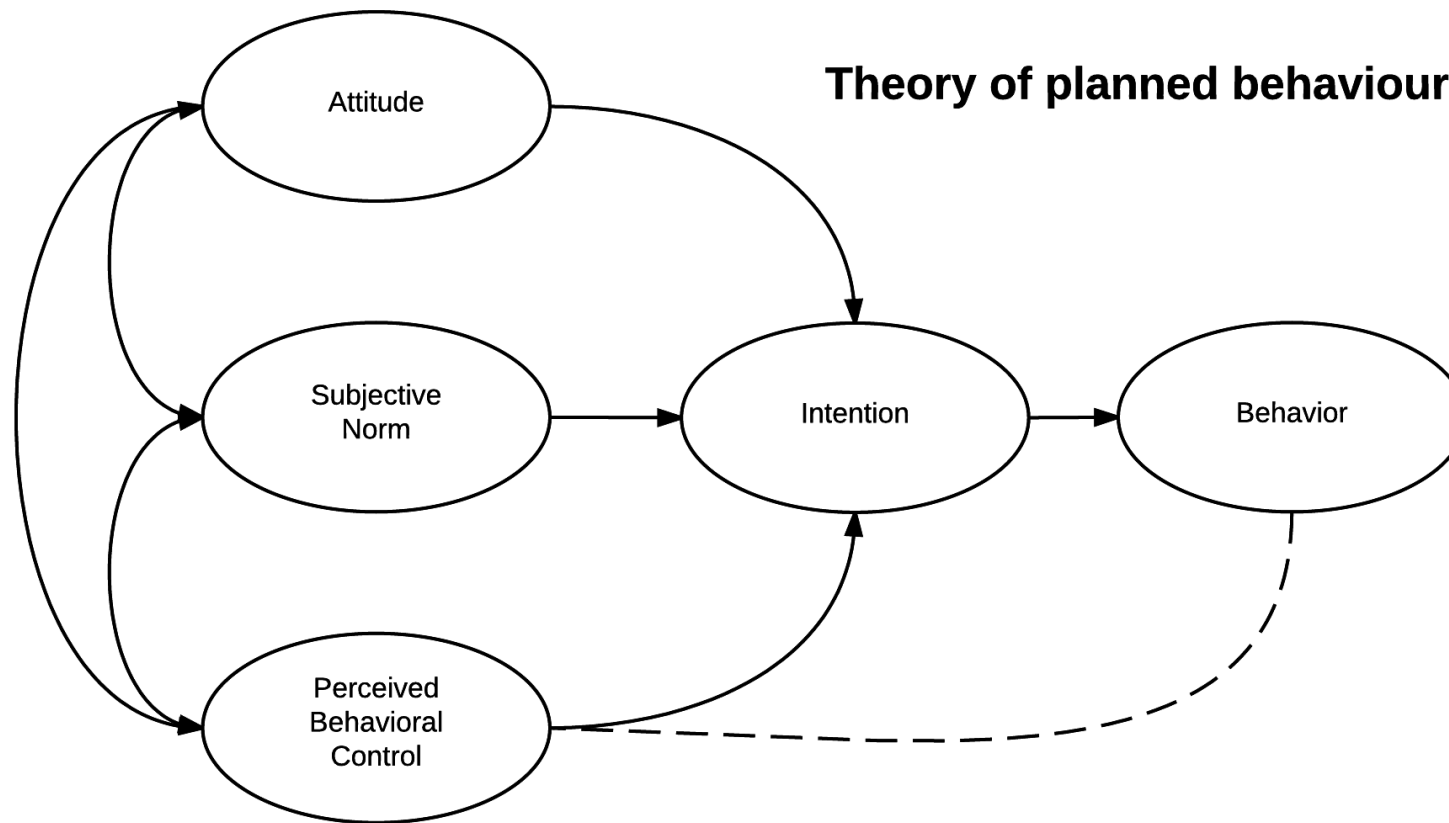 Theory of planned behaviour
Attitude
Subjective
Norm
Intention
Behavior
Perceived
Behavioral
Control